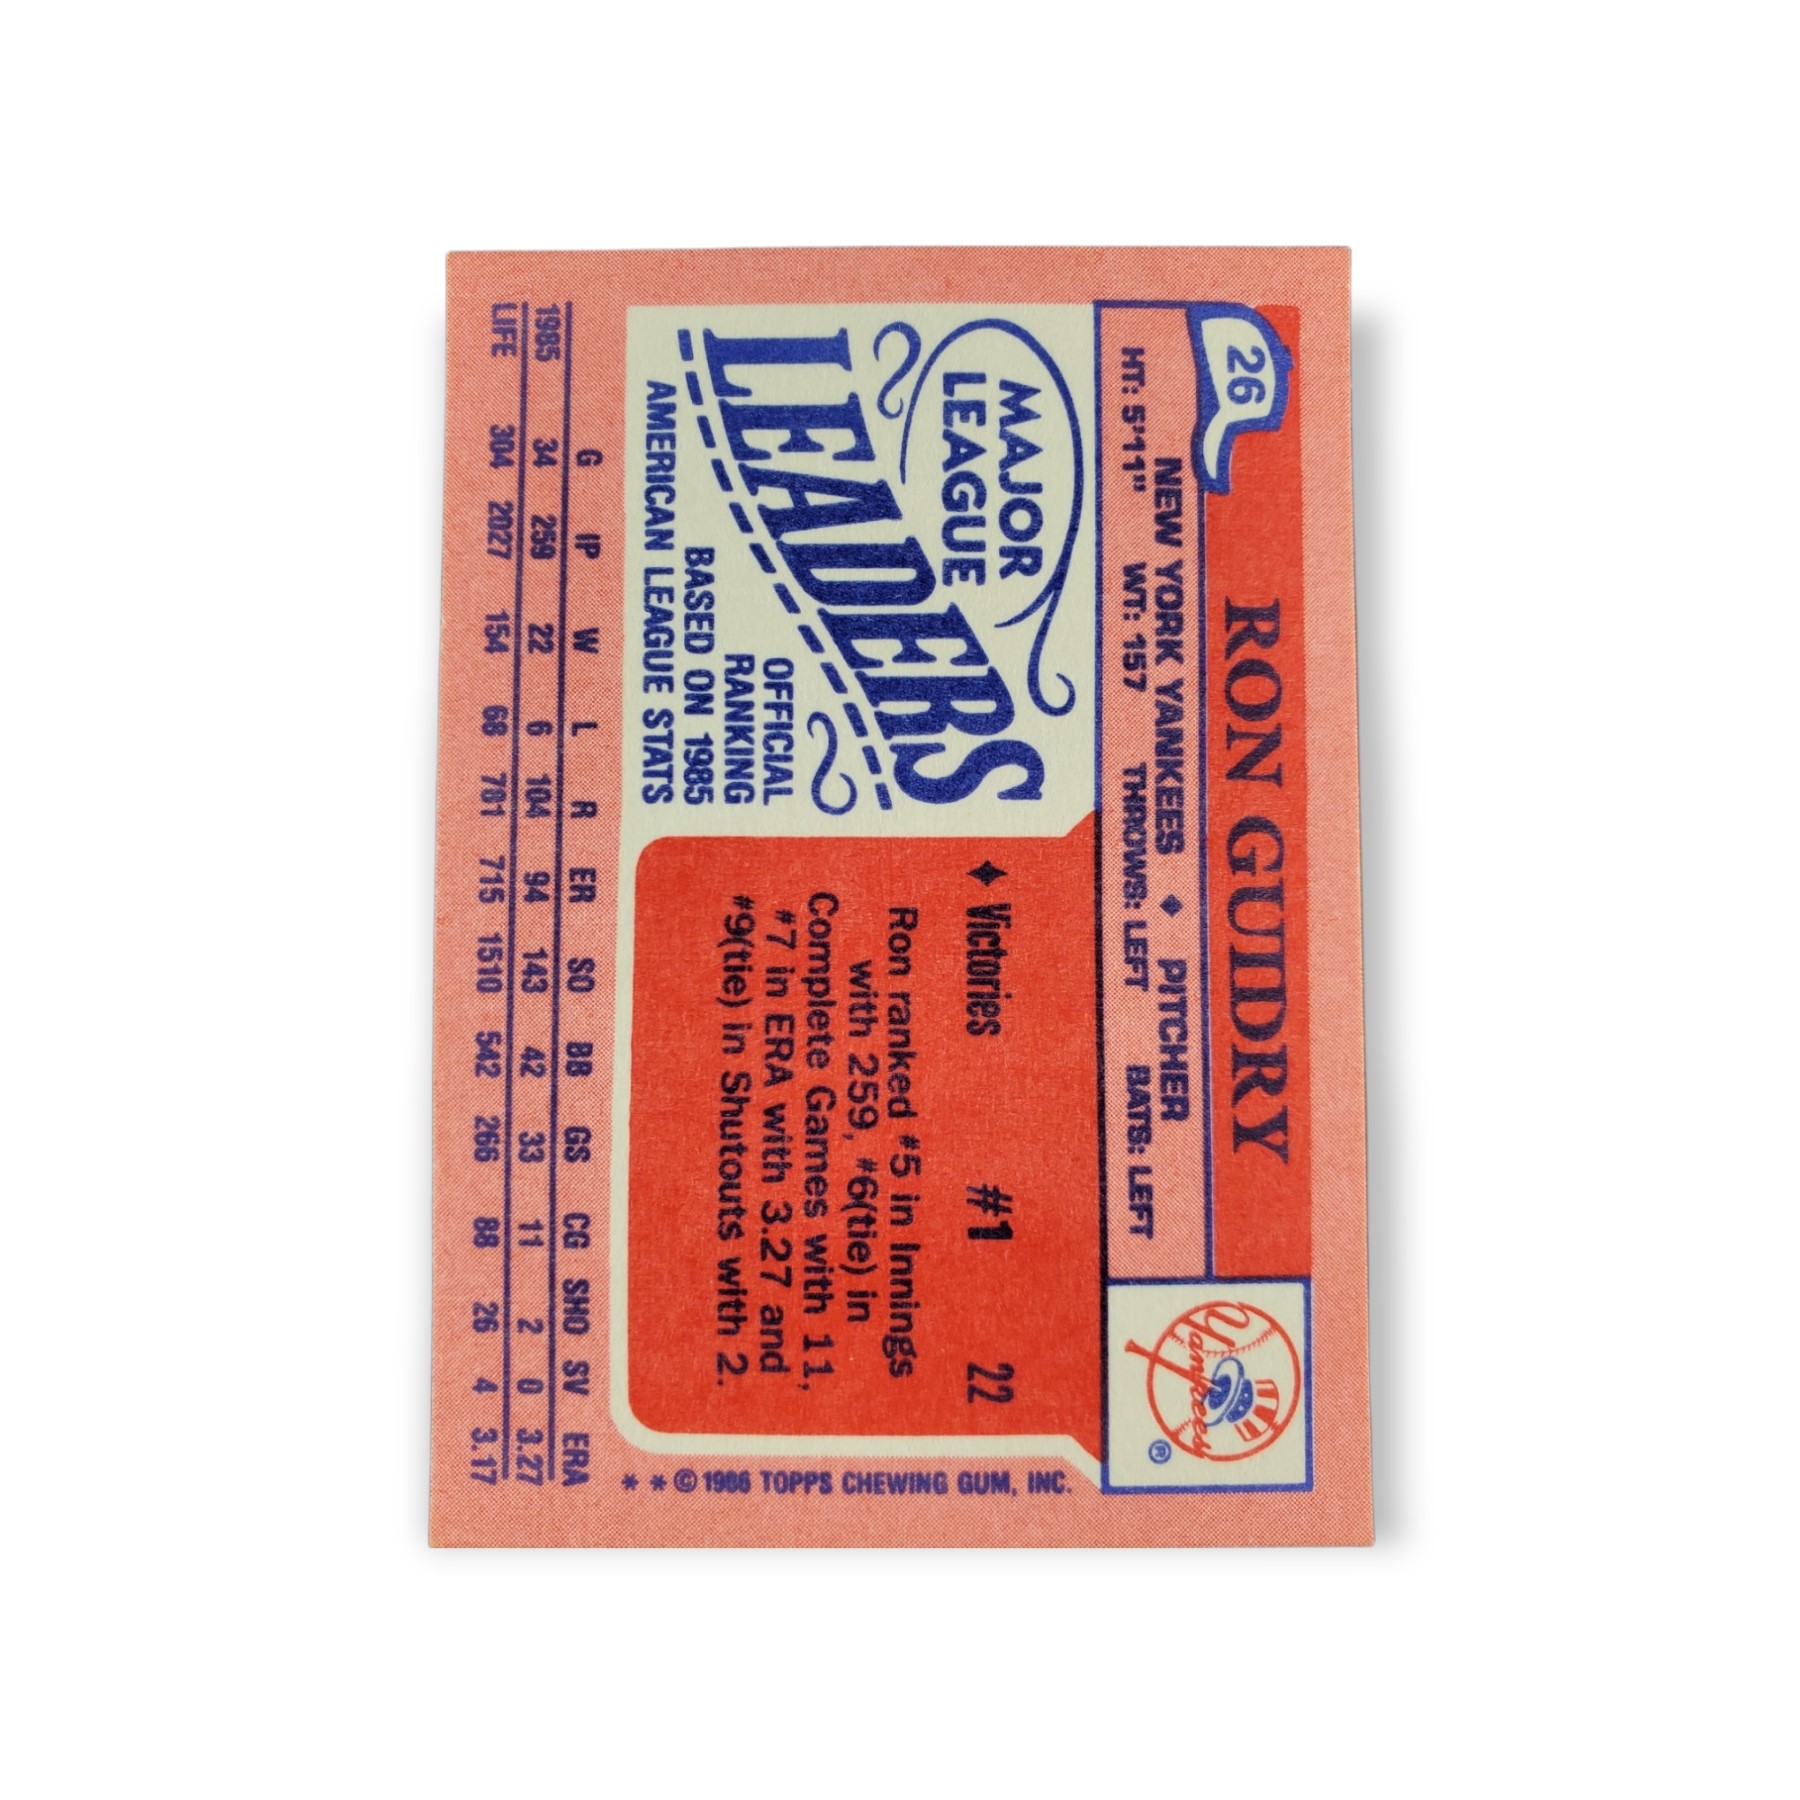 26
RON GUIDRY
NEW YORK YANKEES ♦ PITCHER
HT: 5'11" WT: 157 THROWS: LEFT BATS: LEFT
Yankees
®
MAJOR
LEAGUE
LEADERS
OFFICIAL
RANKING
BASED ON 1985
AMERICAN LEAGUE STATS
♦ Victories #1 22
Ron ranked #5 in Innings
with 259, #6(tie) in
Complete Games with 11,
#7 in ERA with 3.27 and
#9(tie) in Shutouts with 2.
* * © 1986 TOPPS CHEWING GUM, INC.
G IP W L R ER SO BB GS CG SHO SV ERA
1985 34 259 22 6 104 94 143 42 33 11 2 0 3.27
LIFE 304 2027 154 68 781 715 1510 542 266 88 26 4 3.17